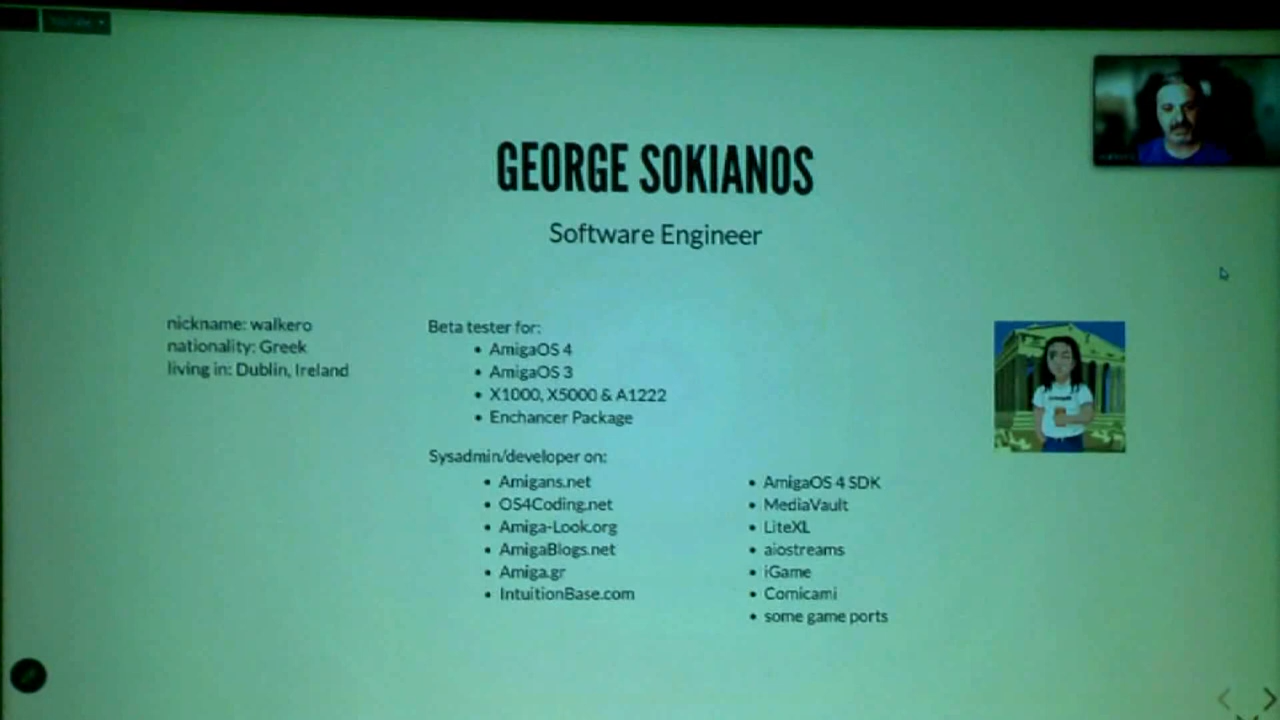 YouTube
GEORGE SOKIANOS
Software Engineer
nickname: walkero
nationality: Greek
living in: Dublin, Ireland
Beta tester for:
• AmigaOS 4
• AmigaOS 3
• X1000, X5000 & A1222
• Enchancer Package
Sysadmin/developer on:
• Amigans.net
• OS4Coding.net
• Amiga-Look.org
• AmigaBlogs.net
• Amiga.gr
• IntuitionBase.com
• AmigaOS 4 SDK
• MediaVault
• LiteXL
• aiostreams
• iGame
• Comicami
• some game ports